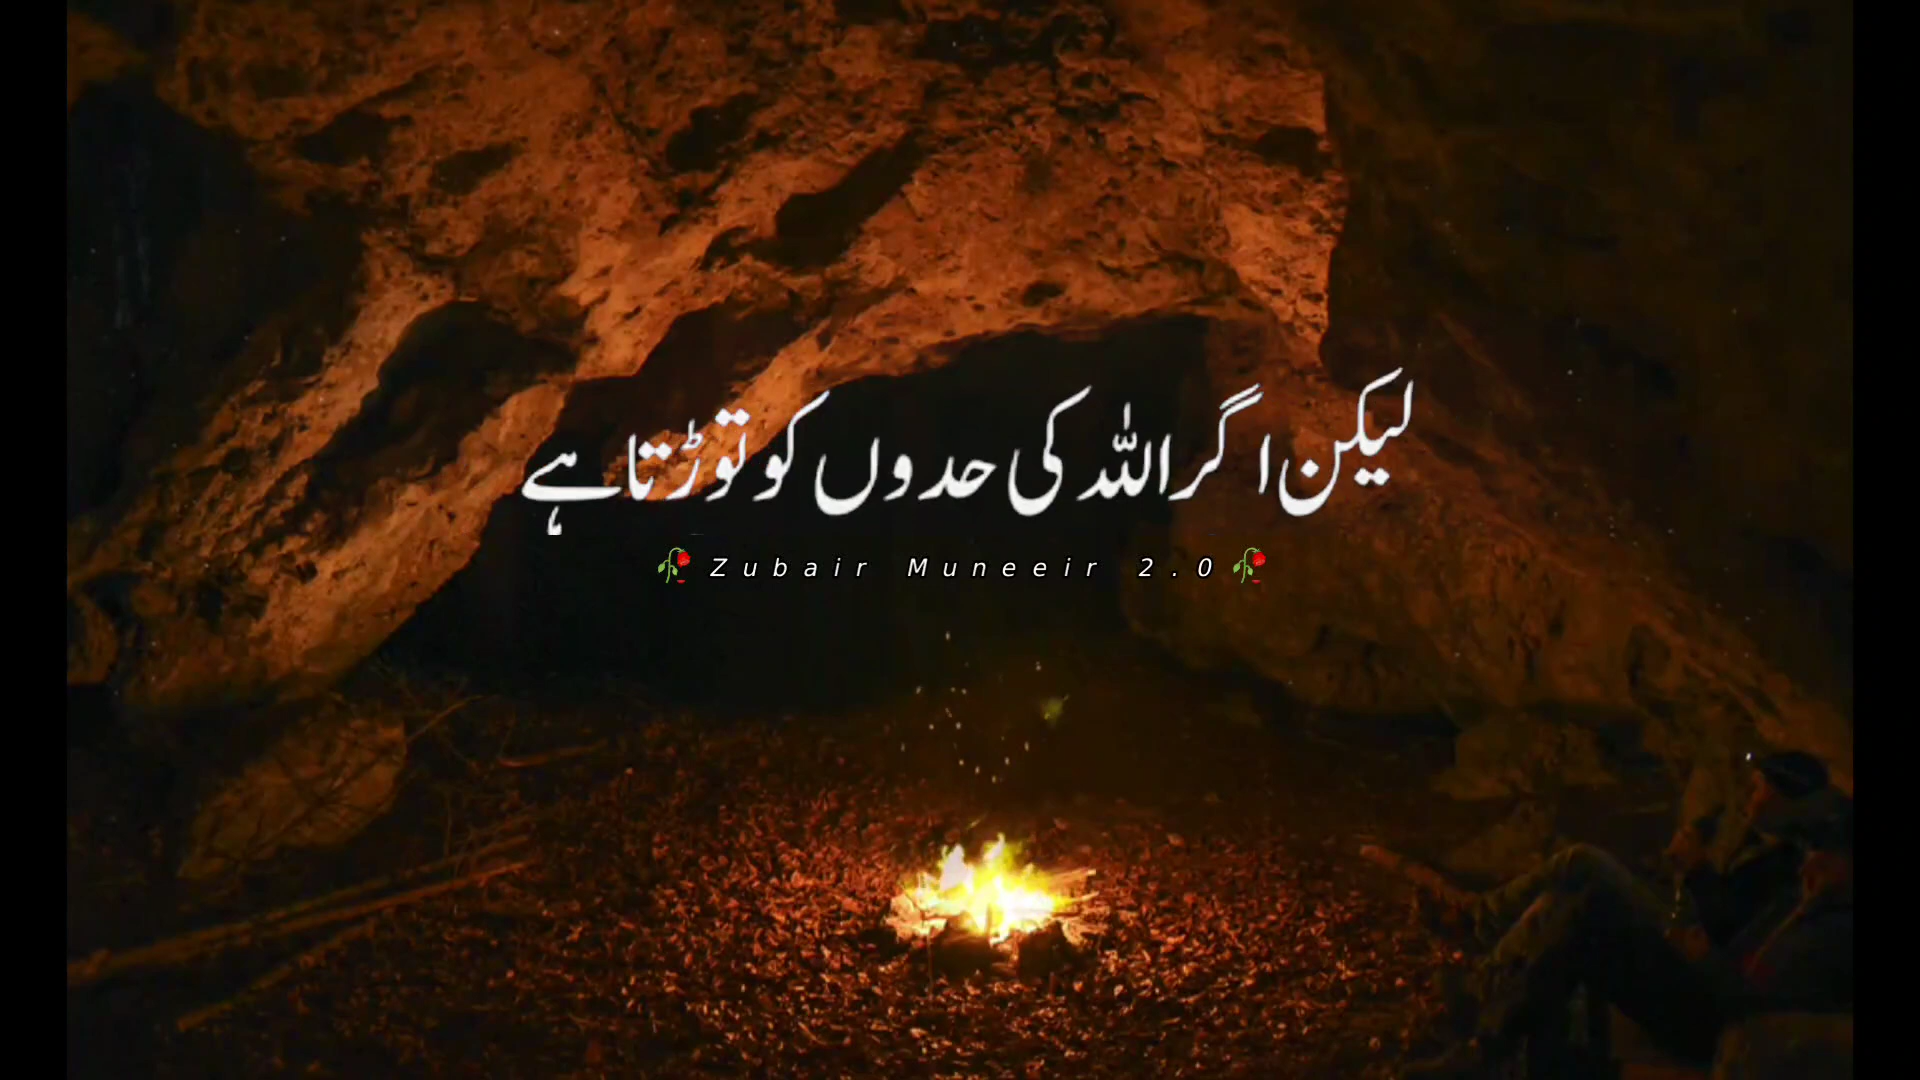 لیکن اگر اللہ کی حدوں کو توڑتا ہے
🥀Zubair Muneeir 2.0🥀